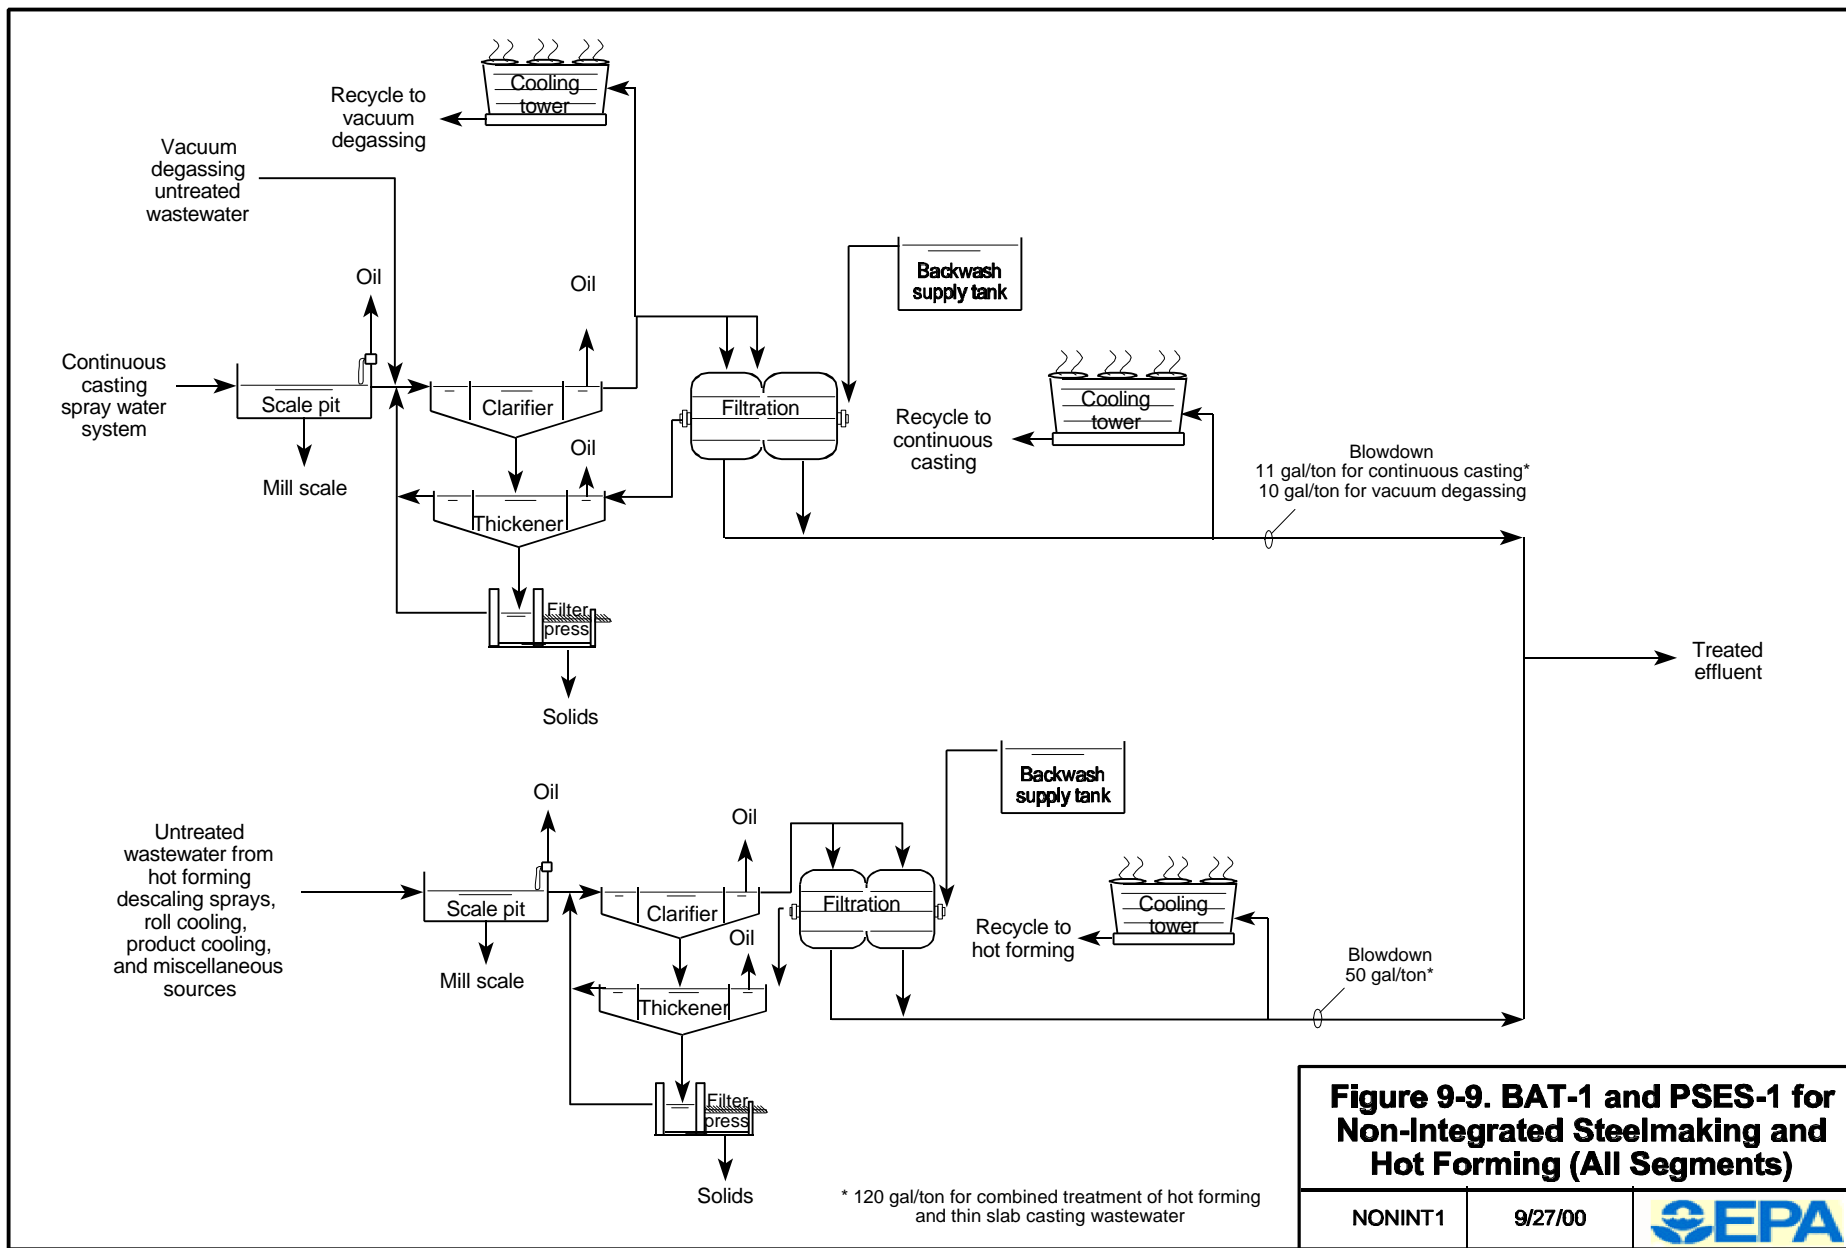 Cooling
tower
Recycle to
vacuum
degassing
Vacuum
degassing
untreated
wastewater
Oil
Oil
Backwash
supply tank
Continuous
casting
spray water
system
Scale pit
Clarifier
Filtration
Cooling
tower
Recycle to
continuous
casting
Mill scale
Oil
Thickener
Blowdown
11 gal/ton for continuous casting*
10 gal/ton for vacuum degassing
Filter
press
Solids
Treated
effluent
Backwash
supply tank
Oil
Oil
Untreated
wastewater from
hot forming
descaling sprays,
roll cooling,
product cooling,
and miscellaneous
sources
Scale pit
Clarifier
Filtration
Cooling
tower
Recycle to
hot forming
Mill scale
Oil
Thickener
Blowdown
50 gal/ton*
Filter
press
Solids
* 120 gal/ton for combined treatment of hot forming
and thin slab casting wastewater
Figure 9-9. BAT-1 and PSES-1 for
Non-Integrated Steelmaking and
Hot Forming (All Segments)
NONINT1
9/27/00
EPA